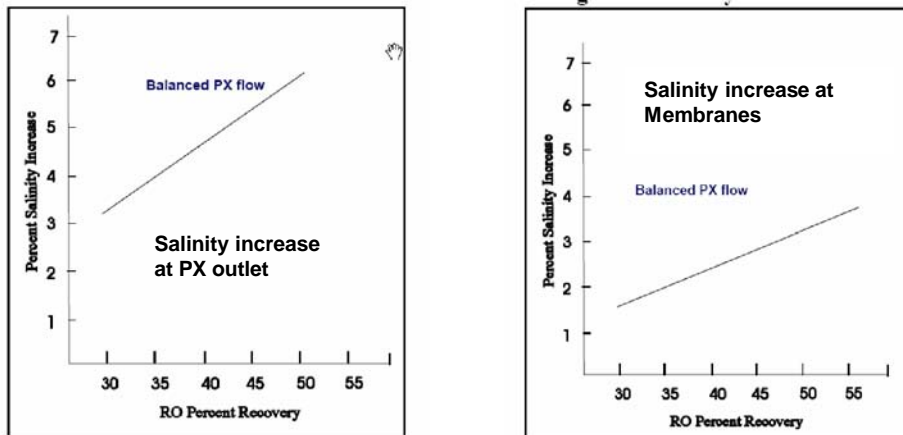 7
6
5
4
3
2
1
Percent Salinity Increase
Balanced PX flow
Salinity increase
at PX outlet
30 35 40 45 50 55
RO Percent Recovery
7
6
5
4
3
2
1
Percent Salinity Increase
Salinity increase at
Membranes
Balanced PX flow
30 35 40 45 50 55
RO Percent Recovery